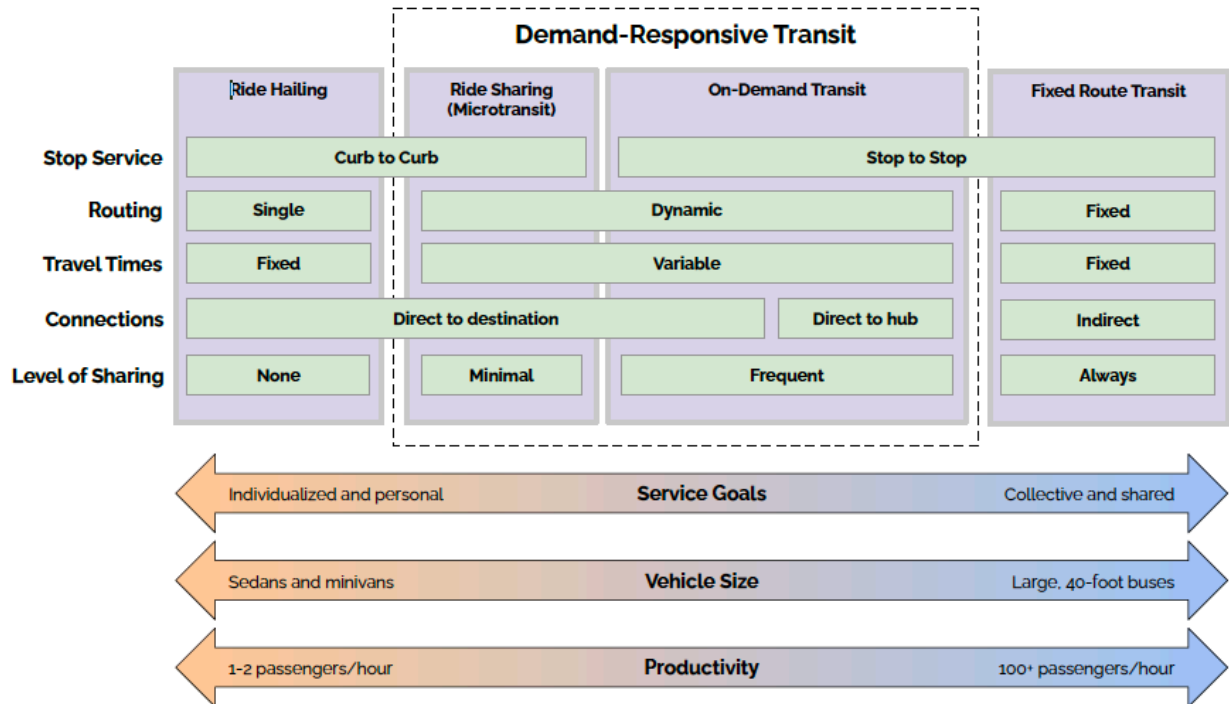 Demand-Responsive Transit
Ride Hailing
Ride Sharing
(Microtransit)
On-Demand Transit
Fixed Route Transit
Stop Service
Curb to Curb
Stop to Stop
Routing
Single
Dynamic
Fixed
Travel Times
Fixed
Variable
Fixed
Connections
Direct to destination
Direct to hub
Indirect
Level of Sharing
None
Minimal
Frequent
Always
Individualized and personal
Service Goals
Collective and shared
Sedans and minivans
Vehicle Size
Large, 40-foot buses
1-2 passengers/hour
Productivity
100+ passengers/hour